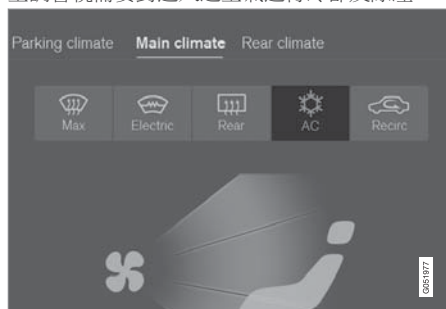 Parking climate Main climate Rear climate
Max Electric Rear AC Recirc
G051977